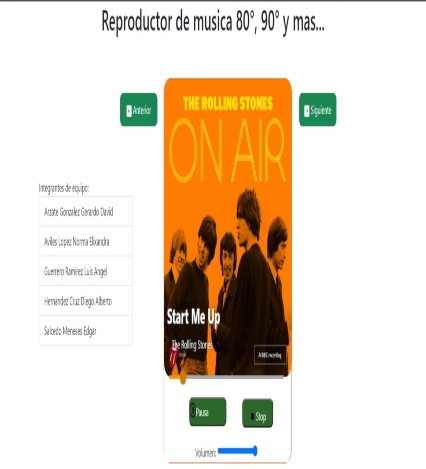 Reproductor de musica 80°, 90° y mas...
Anterior
Siguiente
THE ROLLING STONES
ON AIR
Integrantes de equipo:
Arzate Gonzalez Gerardo David
Aviles Lopez Norma Elixandra
Guerrero Ramirez Luis Angel
Hernandez Cruz Diego Alberto
Salcedo Meneses Edgar
Start Me Up
The Rolling Stones
A BBC recording
Pausa
Stop
Volumen: